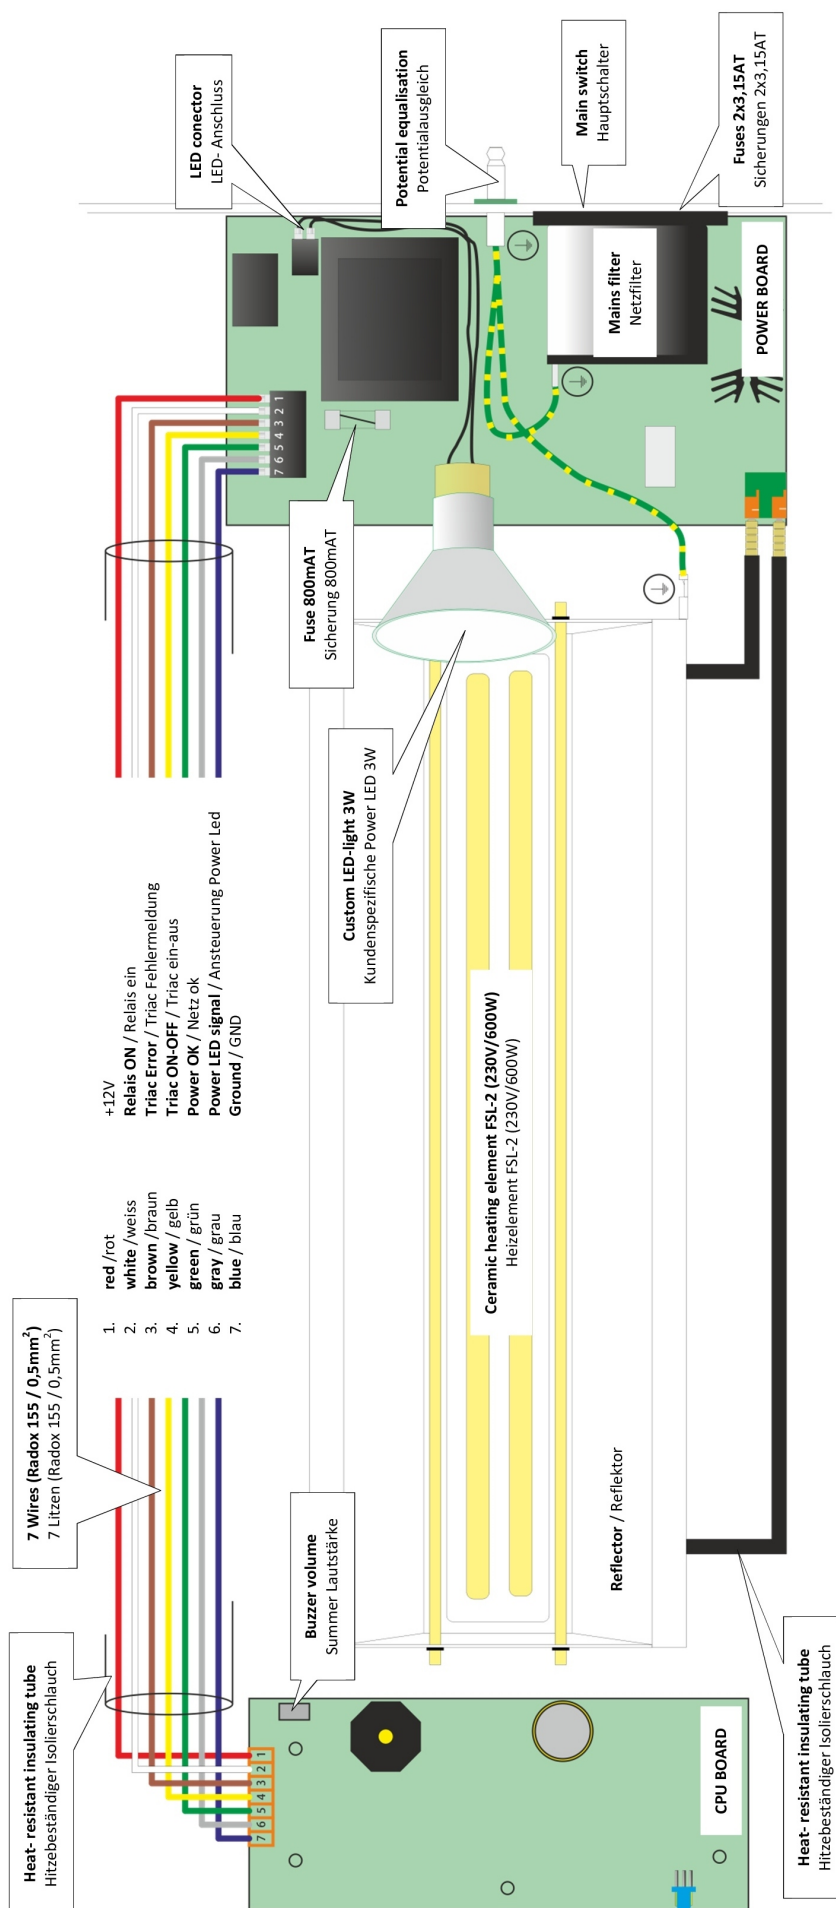 LED conector
LED- Anschluss
Potential equalisation
Potentialausgleich
Main switch
Hauptschalter
Fuses 2x3,15AT
Sicherungen 2x3,15AT
Mains filter
Netzfilter
POWER BOARD
1
2
3
4
5
6
7
Fuse 800mAT
Sicherung 800mAT
Custom LED-light 3W
Kundenspezifische Power LED 3W
Ceramic heating element FSL-2 (230V/600W)
Heizelement FSL-2 (230V/600W)
7 Wires (Radox 155 / 0,5mm²)
7 Litzen (Radox 155 / 0,5mm²)
1. red /rot +12V
2. white /weiss Relais ON / Relais ein
3. brown /braun Triac Error / Triac Fehlermeldung
4. yellow / gelb Triac ON-OFF / Triac ein-aus
5. green / grün Power OK / Netz ok
6. gray / grau Power LED signal / Ansteuerung Power Led
7. blue / blau Ground / GND
Buzzer volume
Summer Lautstärke
Reflector / Reflektor
Heat- resistant insulating tube
Hitzebeständiger Isolierschlauch
1
2
3
4
5
6
7
CPU BOARD
Heat- resistant insulating tube
Hitzebeständiger Isolierschlauch